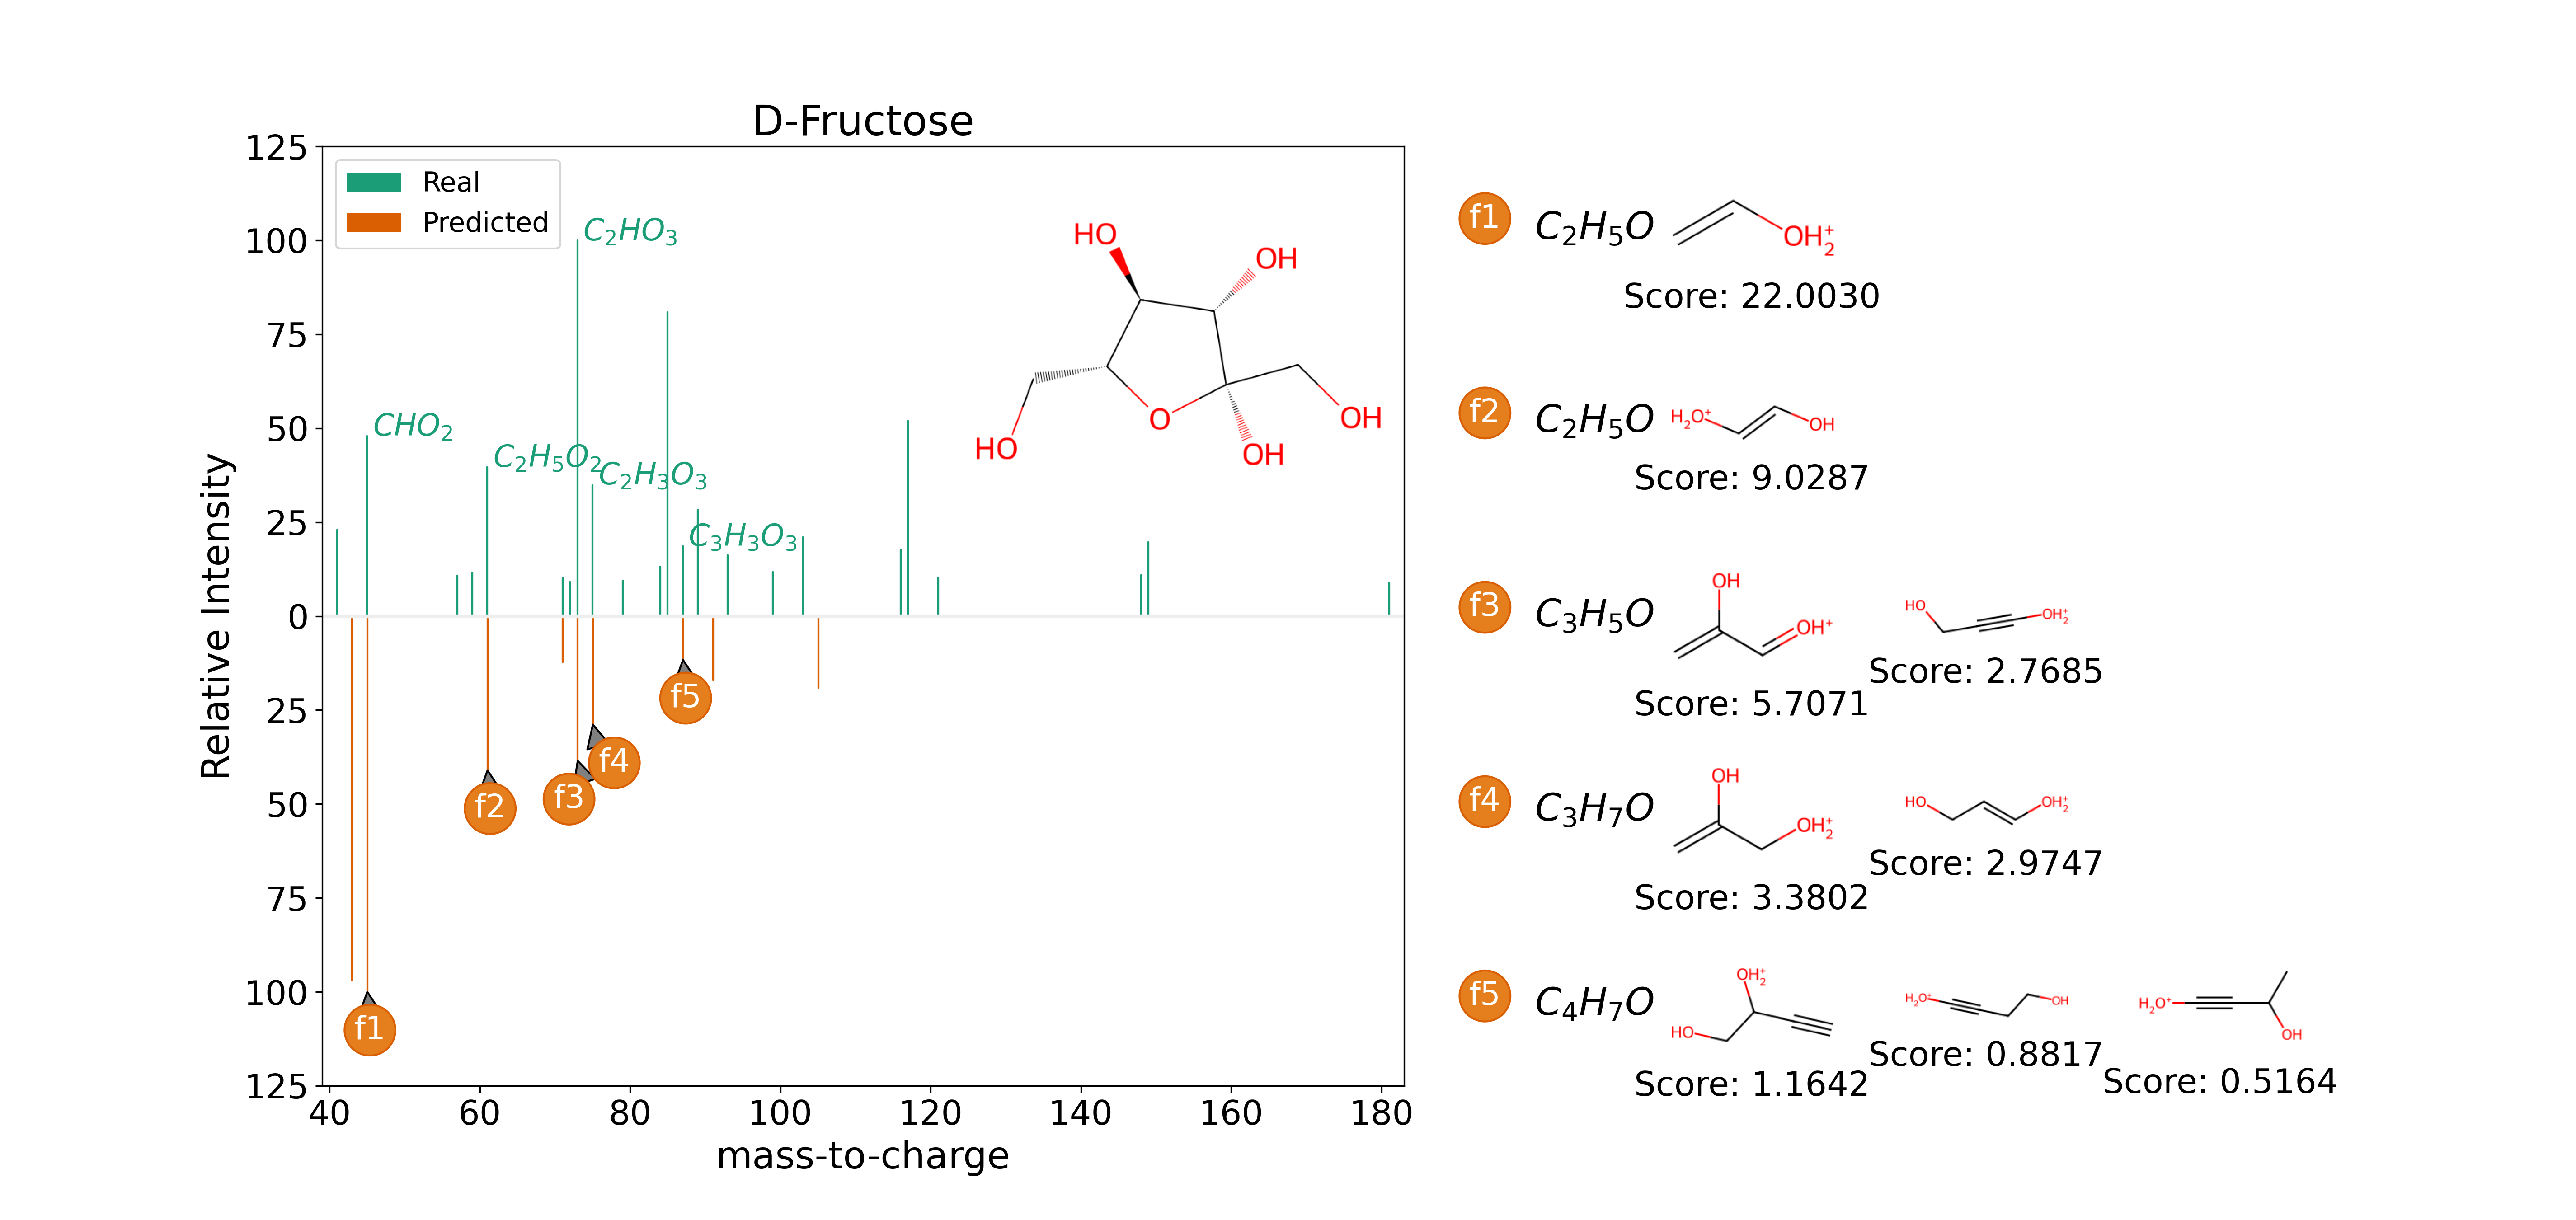 D-Fructose
Real
Predicted
Relative Intensity
125
100
75
50
25
0
25
50
75
100
125
C₂HO₃
CHO₂
C₂H₅O₂
C₂H₃O₃
C₃H₃O₃
HO
OH
HO
O
OH
OH
f1
f2
f3
f4
f5
40 60 80 100 120 140 160 180
mass-to-charge
f1 C₂H₅O OH₂⁺
Score: 22.0030
f2 C₂H₅O H₂O⁺ OH
Score: 9.0287
f3 C₃H₅O OH OH⁺ HO OH₂⁺
Score: 5.7071 Score: 2.7685
f4 C₃H₇O OH OH₂⁺ HO OH₂⁺
Score: 3.3802 Score: 2.9747
f5 C₄H₇O OH₂⁺ HO H₂O⁺ OH H₂O⁺ OH
Score: 1.1642 Score: 0.8817 Score: 0.5164